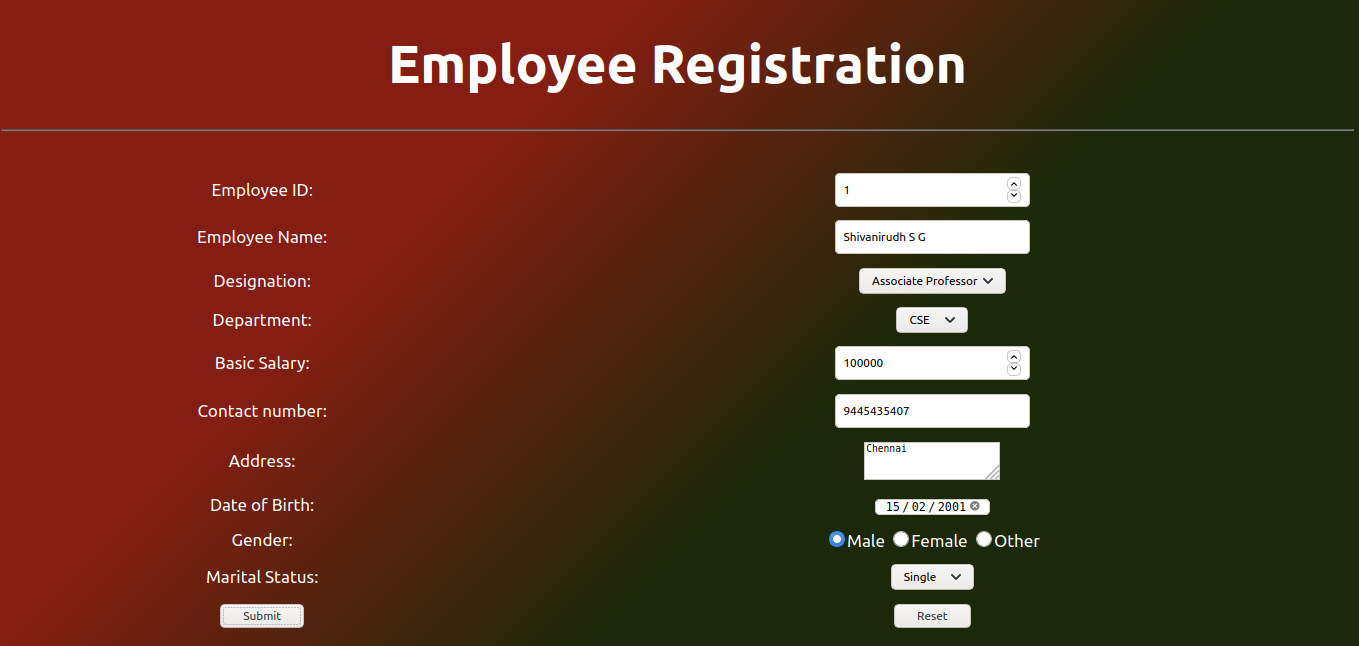 Employee Registration
Employee ID: 1
Employee Name: Shivanirudh S G
Designation: Associate Professor
Department: CSE
Basic Salary: 100000
Contact number: 9445435407
Address: Chennai
Date of Birth: 15 / 02 / 2001
Gender: Male Female Other
Marital Status: Single
Submit Reset